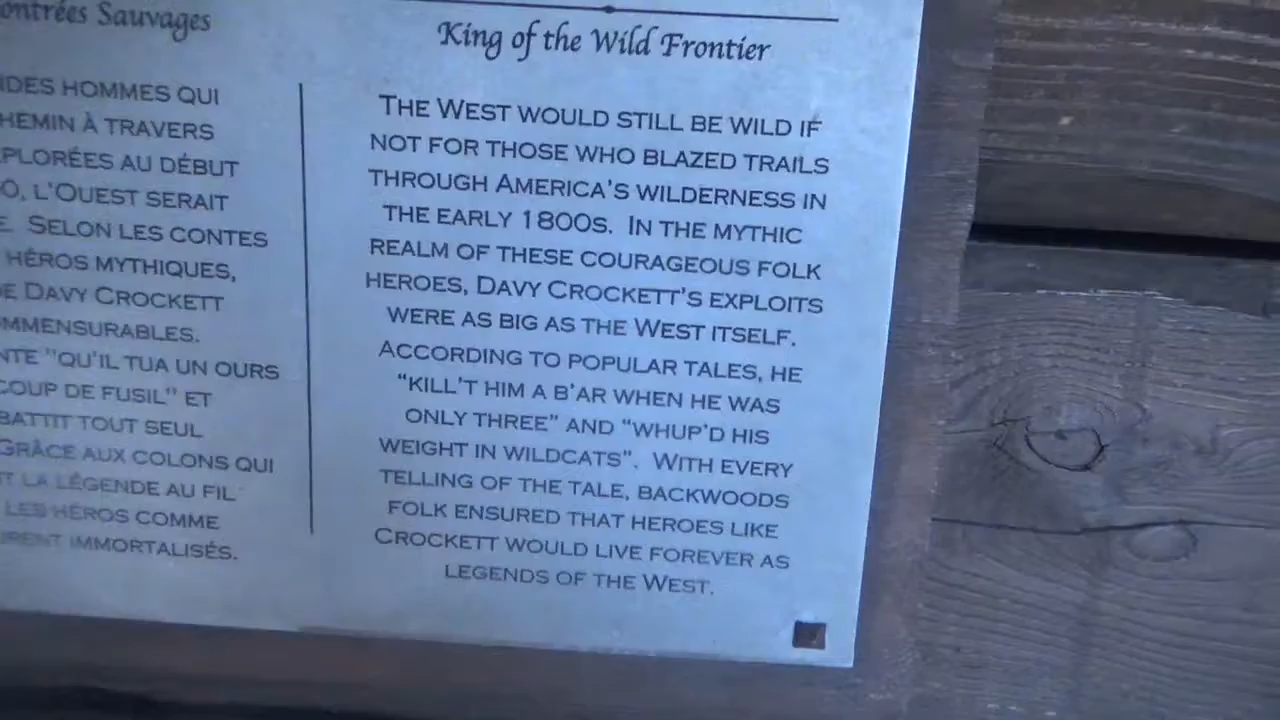 ontrées Sauvages
NDES HOMMES QUI
HEMIN À TRAVERS
PLORÉES AU DÉBUT
0, L'OUEST SERAIT
E. SELON LES CONTES
HÉROS MYTHIQUES,
DE DAVY CROCKETT
MMENSURABLES.
NTE "QU'IL TUA UN OURS
COUP DE FUSIL" ET
BATTIT TOUT SEUL
GRÂCE AUX COLONS QUI
T LA LÉGENDE AU FIL
LES HÉROS COMME
URENT IMMORTALISÉS.
King of the Wild Frontier
THE WEST WOULD STILL BE WILD IF
NOT FOR THOSE WHO BLAZED TRAILS
THROUGH AMERICA'S WILDERNESS IN
THE EARLY 1800S. IN THE MYTHIC
REALM OF THESE COURAGEOUS FOLK
HEROES, DAVY CROCKETT'S EXPLOITS
WERE AS BIG AS THE WEST ITSELF.
ACCORDING TO POPULAR TALES, HE
“KILL'T HIM A B'AR WHEN HE WAS
ONLY THREE” AND “WHUP'D HIS
WEIGHT IN WILDCATS”. WITH EVERY
TELLING OF THE TALE, BACKWOODS
FOLK ENSURED THAT HEROES LIKE
CROCKETT WOULD LIVE FOREVER AS
LEGENDS OF THE WEST.